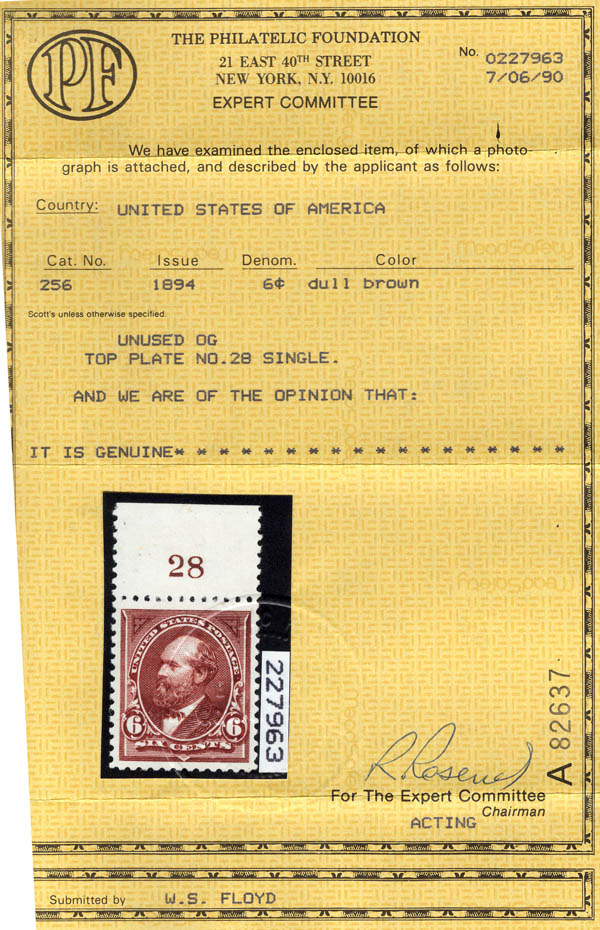 PF
THE PHILATELIC FOUNDATION
21 EAST 40TH STREET
NEW YORK, N.Y. 10016
EXPERT COMMITTEE
No. 0227963
7/06/90
We have examined the enclosed item, of which a photo-
graph is attached, and described by the applicant as follows:
Country: UNITED STATES OF AMERICA
MeadSafety
Cat. No. Issue Denom. Color
256 1894 6¢ dull brown
Scott's unless otherwise specified.
UNUSED OG
TOP PLATE NO.28 SINGLE.
AND WE ARE OF THE OPINION THAT:
IT IS GENUINE* * * * * * * * * * * * * * * * * *
28
UNITED STATES POSTAGE
6 6
SIX CENTS
227963
A 82637
R. Rosen
For The Expert Committee
Chairman
ACTING
Submitted by W.S. FLOYD